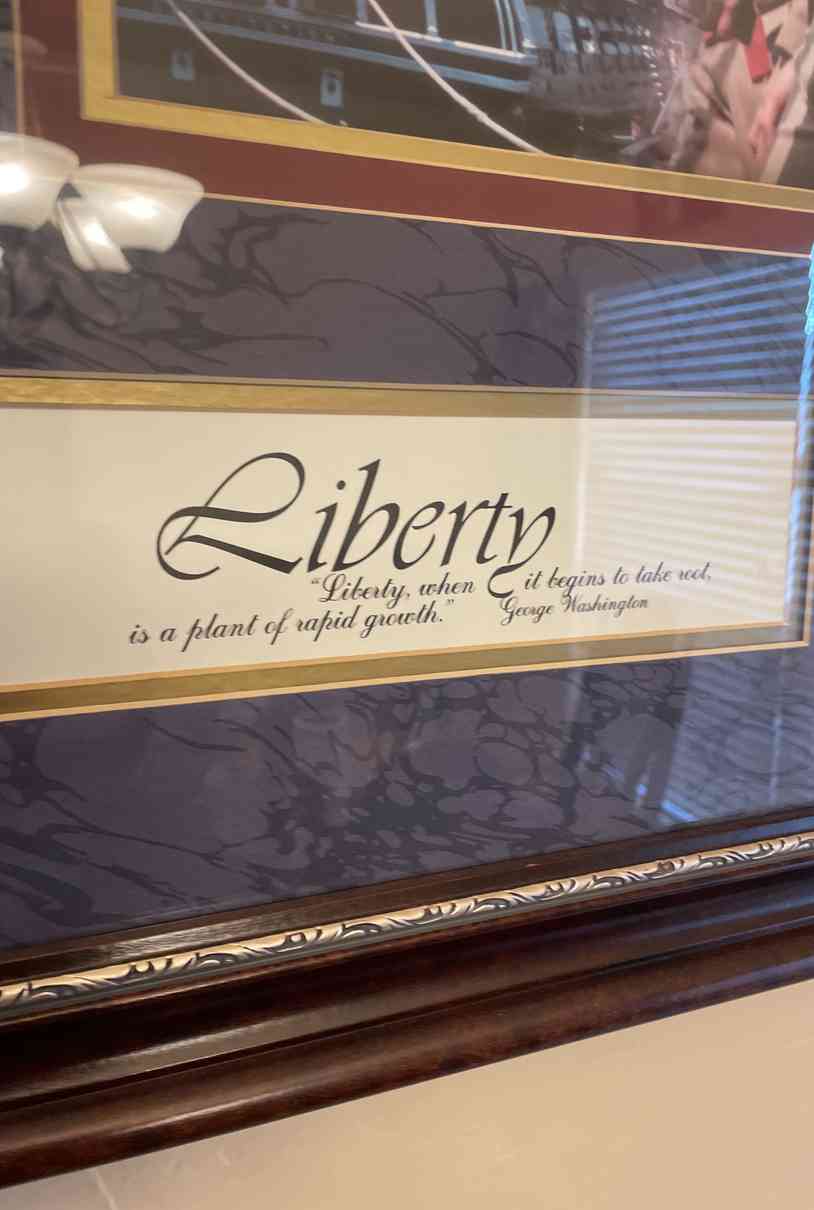 Liberty
“Liberty, when it begins to take root,
is a plant of rapid growth.” George Washington